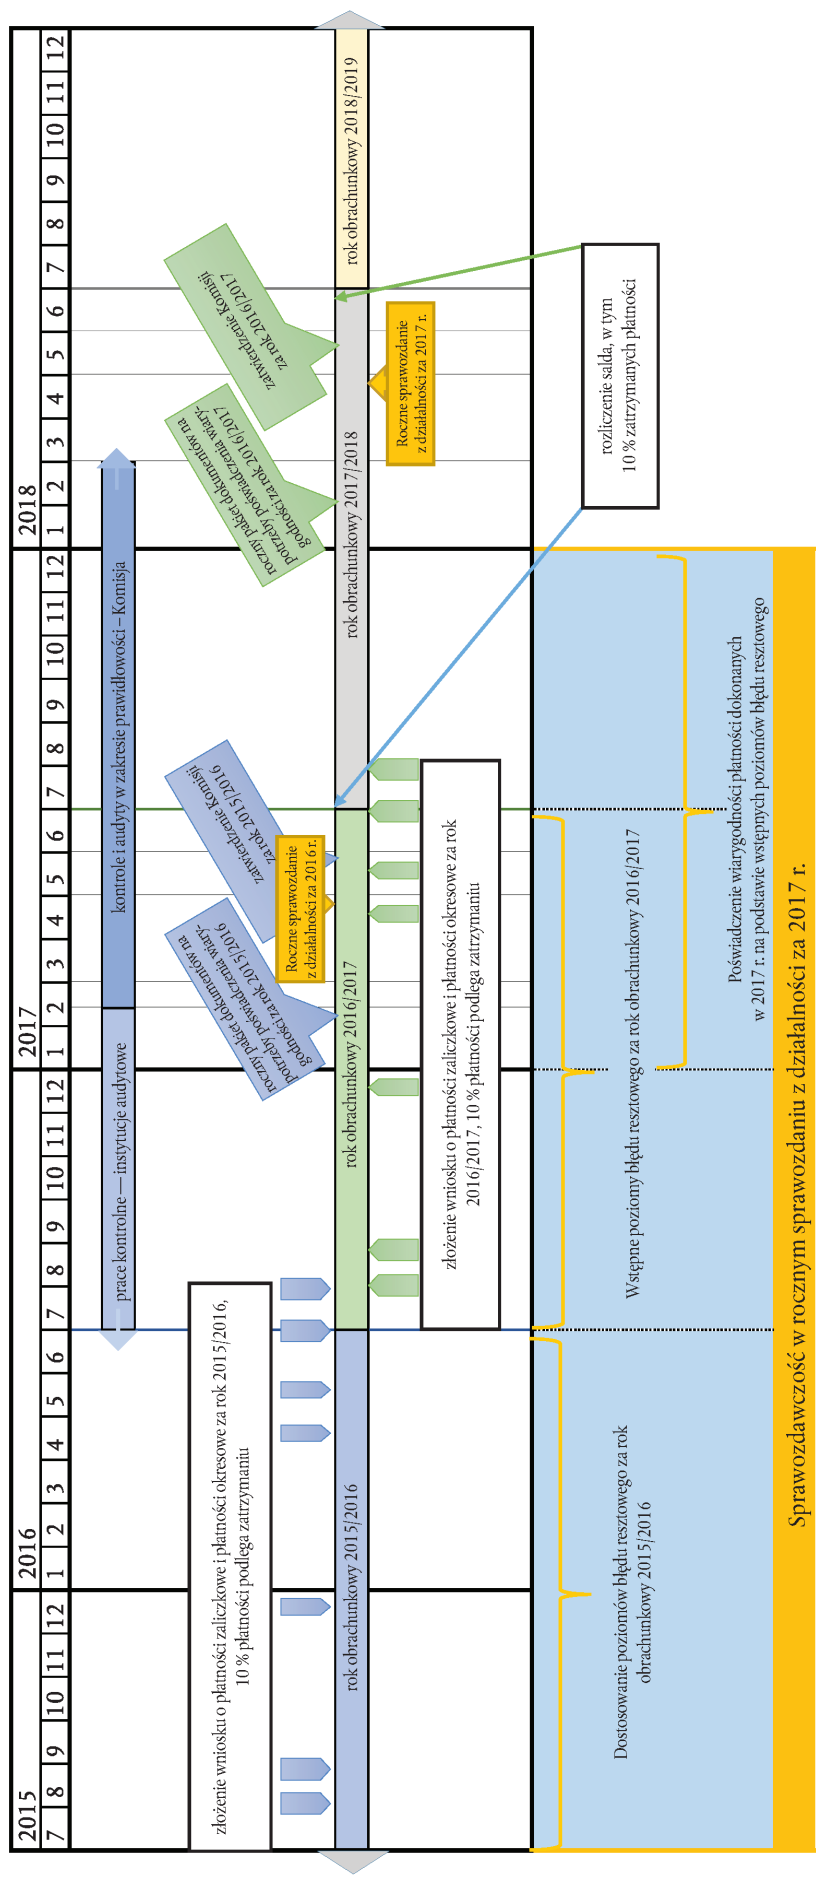 2015 2016 2017 2018
7 8 9 10 11 12 1 2 3 4 5 6 7 8 9 10 11 12 1 2 3 4 5 6 7 8 9 10 11 12 1 2 3 4 5 6 7 8 9 10 11 12
prace kontrolne — instytucje audytowe
kontrole i audyty w zakresie prawidłowości – Komisja
złożenie wniosku o płatności zaliczkowe i płatności okresowe za rok 2015/2016,
10 % płatności podlega zatrzymaniu
roczny pakiet dokumentów na
potrzeby poświadczenia wiary-
godności za rok 2015/2016
zatwierdzenie Komisji
za rok 2015/2016
Roczne sprawozdanie
z działalności za 2016 r.
roczny pakiet dokumentów na
potrzeby poświadczenia wiary-
godności za rok 2016/2017
zatwierdzenie Komisji
za rok 2016/2017
rok obrachunkowy 2015/2016
rok obrachunkowy 2016/2017
rok obrachunkowy 2017/2018
rok obrachunkowy 2018/2019
Roczne sprawozdanie
z działalności za 2017 r.
złożenie wniosku o płatności zaliczkowe i płatności okresowe za rok
2016/2017, 10 % płatności podlega zatrzymaniu
rozliczenie salda, w tym
10 % zatrzymanych płatności
Dostosowanie poziomów błędu resztowego za rok
obrachunkowy 2015/2016
Wstępne poziomy błędu resztowego za rok obrachunkowy 2016/2017
Poświadczenie wiarygodności płatności dokonanych
w 2017 r. na podstawie wstępnych poziomów błędu resztowego
Sprawozdawczość w rocznym sprawozdaniu z działalności za 2017 r.